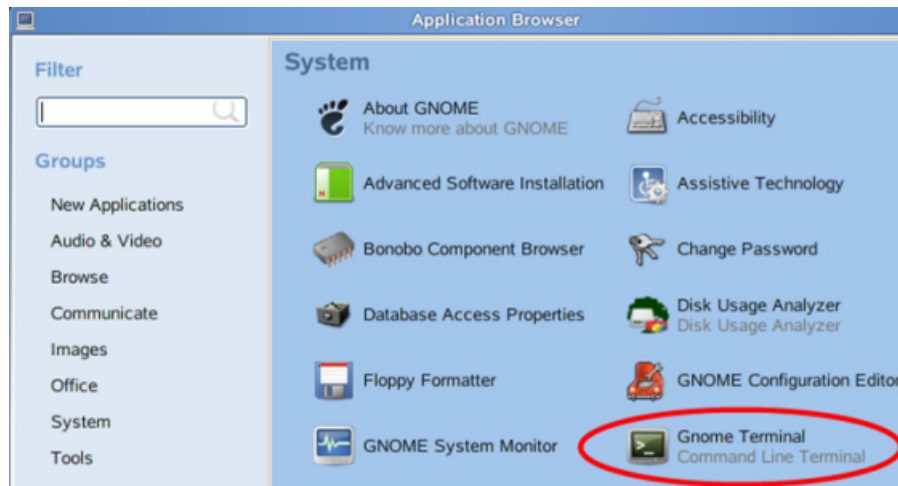 Application Browser
Filter
Groups
New Applications
Audio & Video
Browse
Communicate
Images
Office
System
Tools
System
About GNOME
Know more about GNOME
Accessibility
Advanced Software Installation
Assistive Technology
Bonobo Component Browser
Change Password
Database Access Properties
Disk Usage Analyzer
Disk Usage Analyzer
Floppy Formatter
GNOME Configuration Editor
GNOME System Monitor
Gnome Terminal
Command Line Terminal